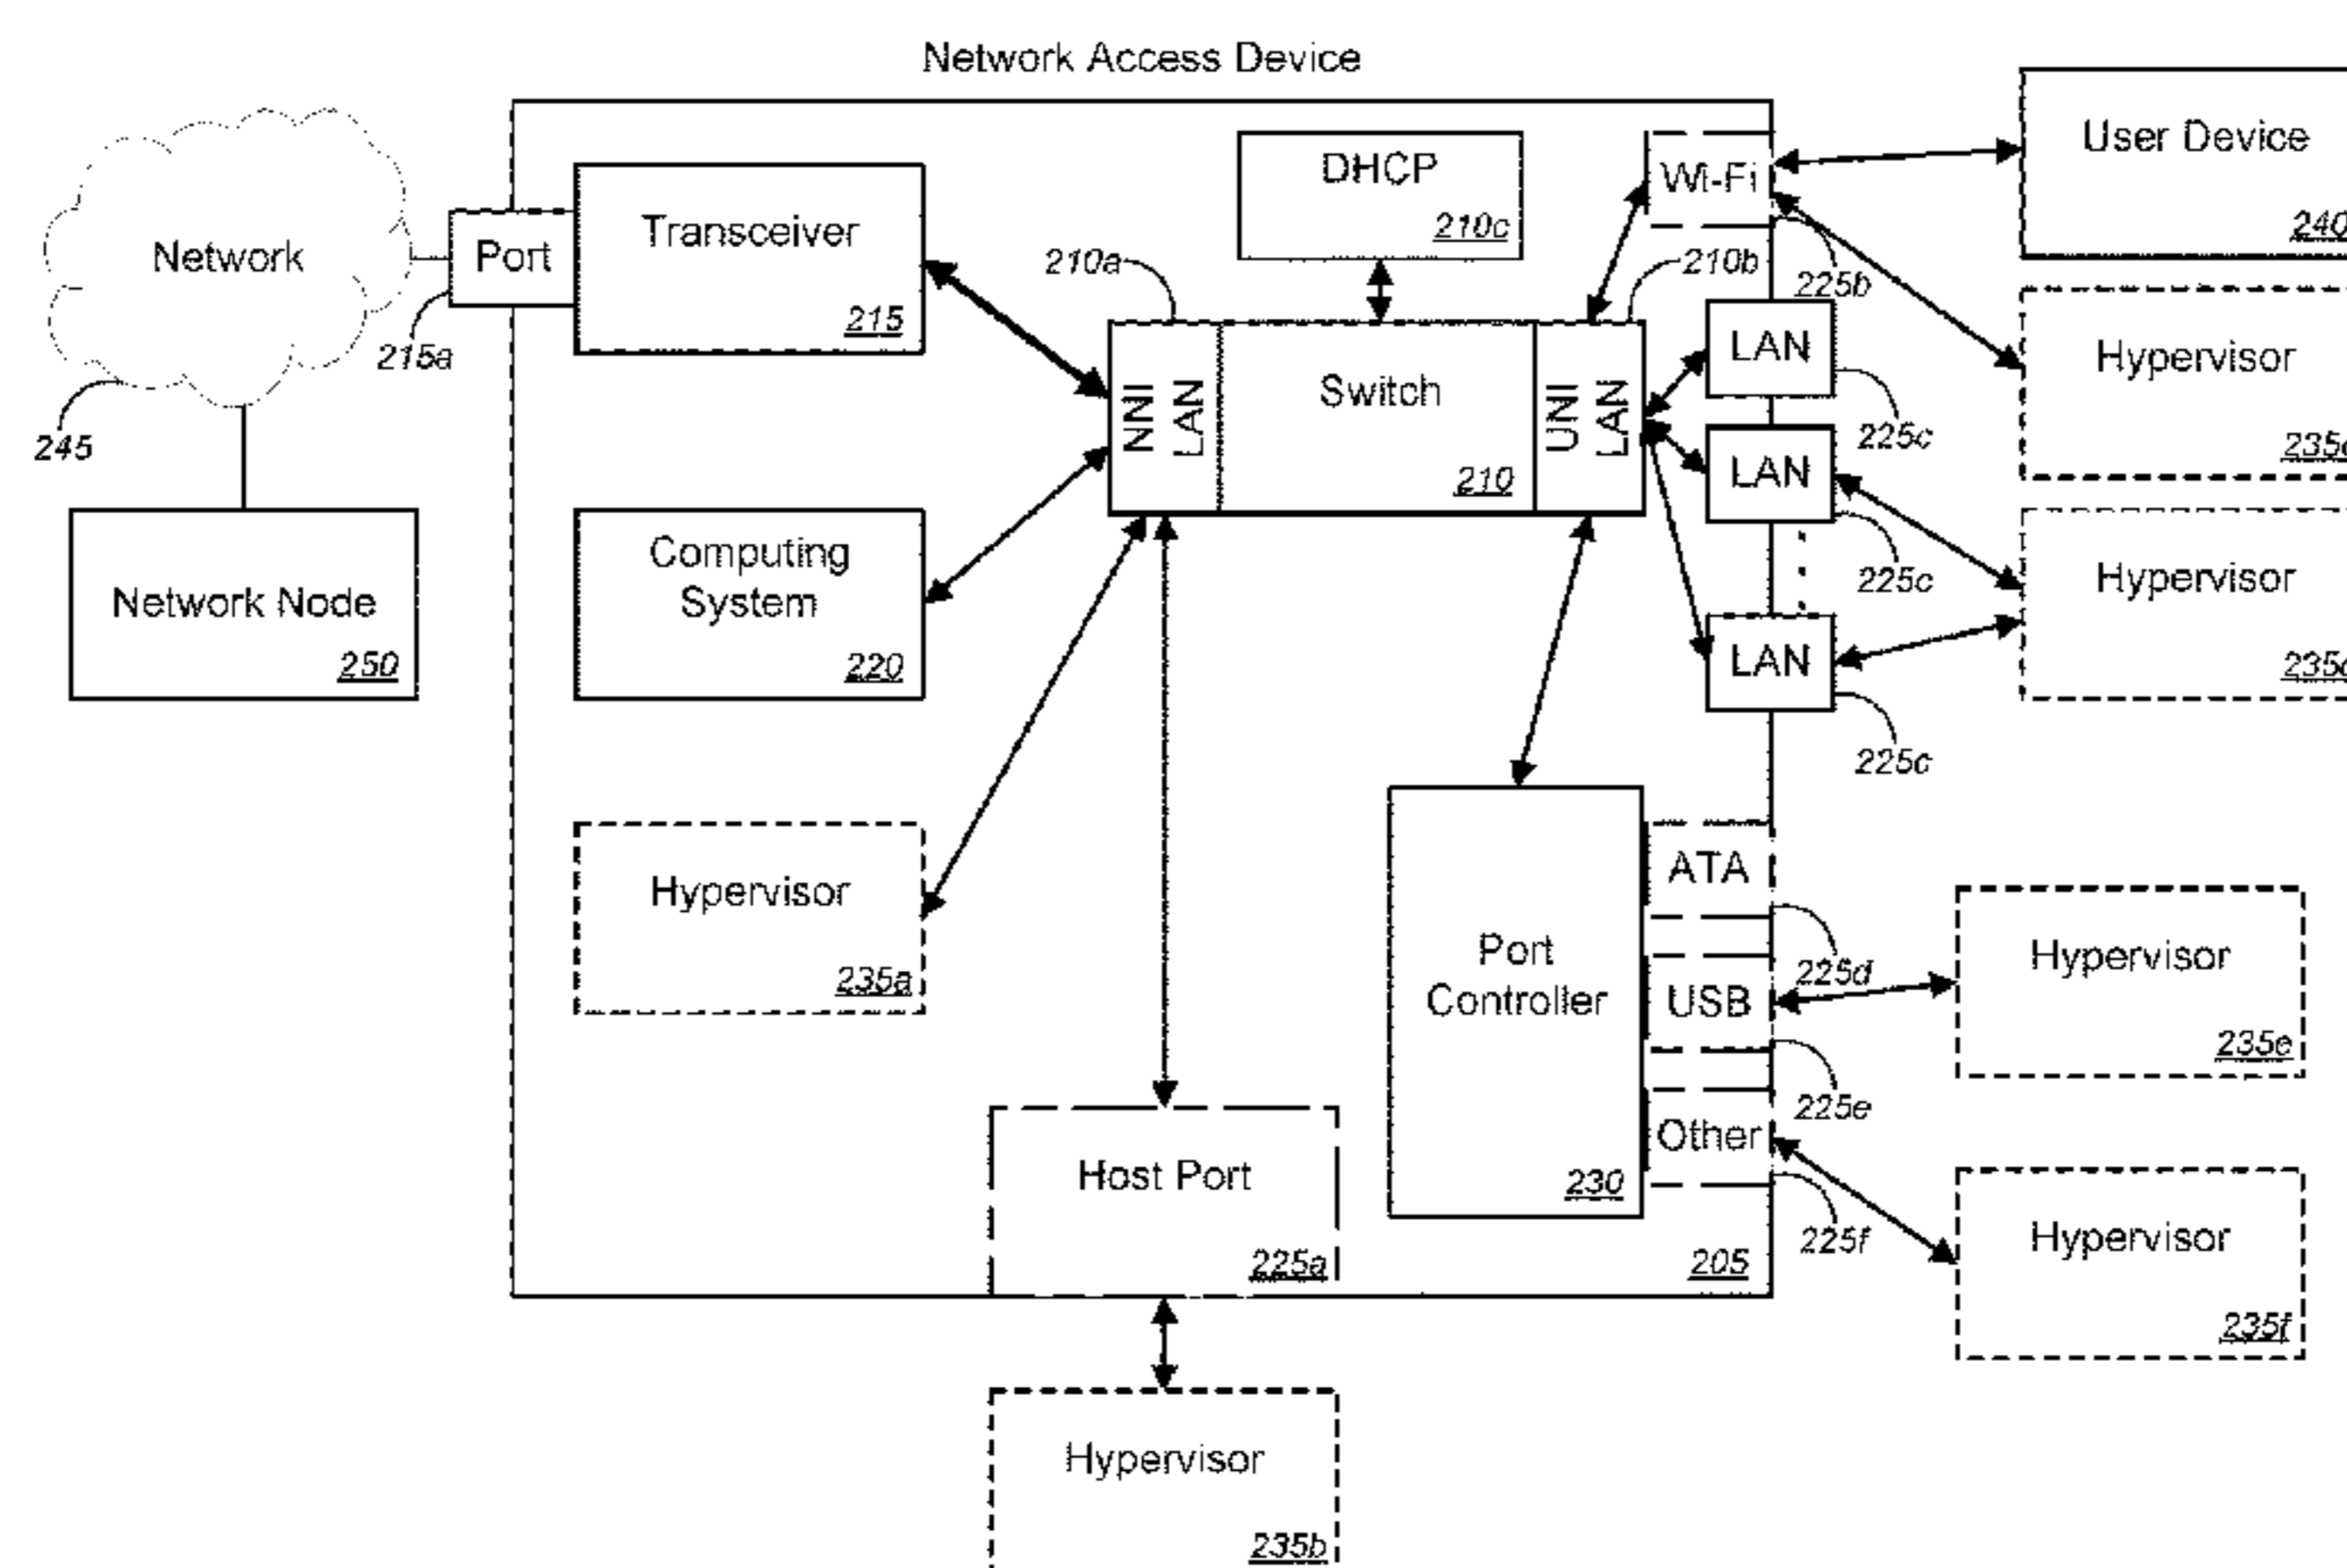 Network Access Device
Network
245
Port
215a
Transceiver
215
DHCP
210c
210a
210b
NNI
LAN
Switch
210
UNI
LAN
Wi-Fi
225b
User Device
240
LAN
225c
Hypervisor
LAN
225c
Hypervisor
LAN
225c
Network Node
250
Computing
System
220
Hypervisor
235a
Port
Controller
230
ATA
225d
USB
225e
Other
225f
Hypervisor
235e
Hypervisor
235f
Host Port
225a
205
Hypervisor
235b